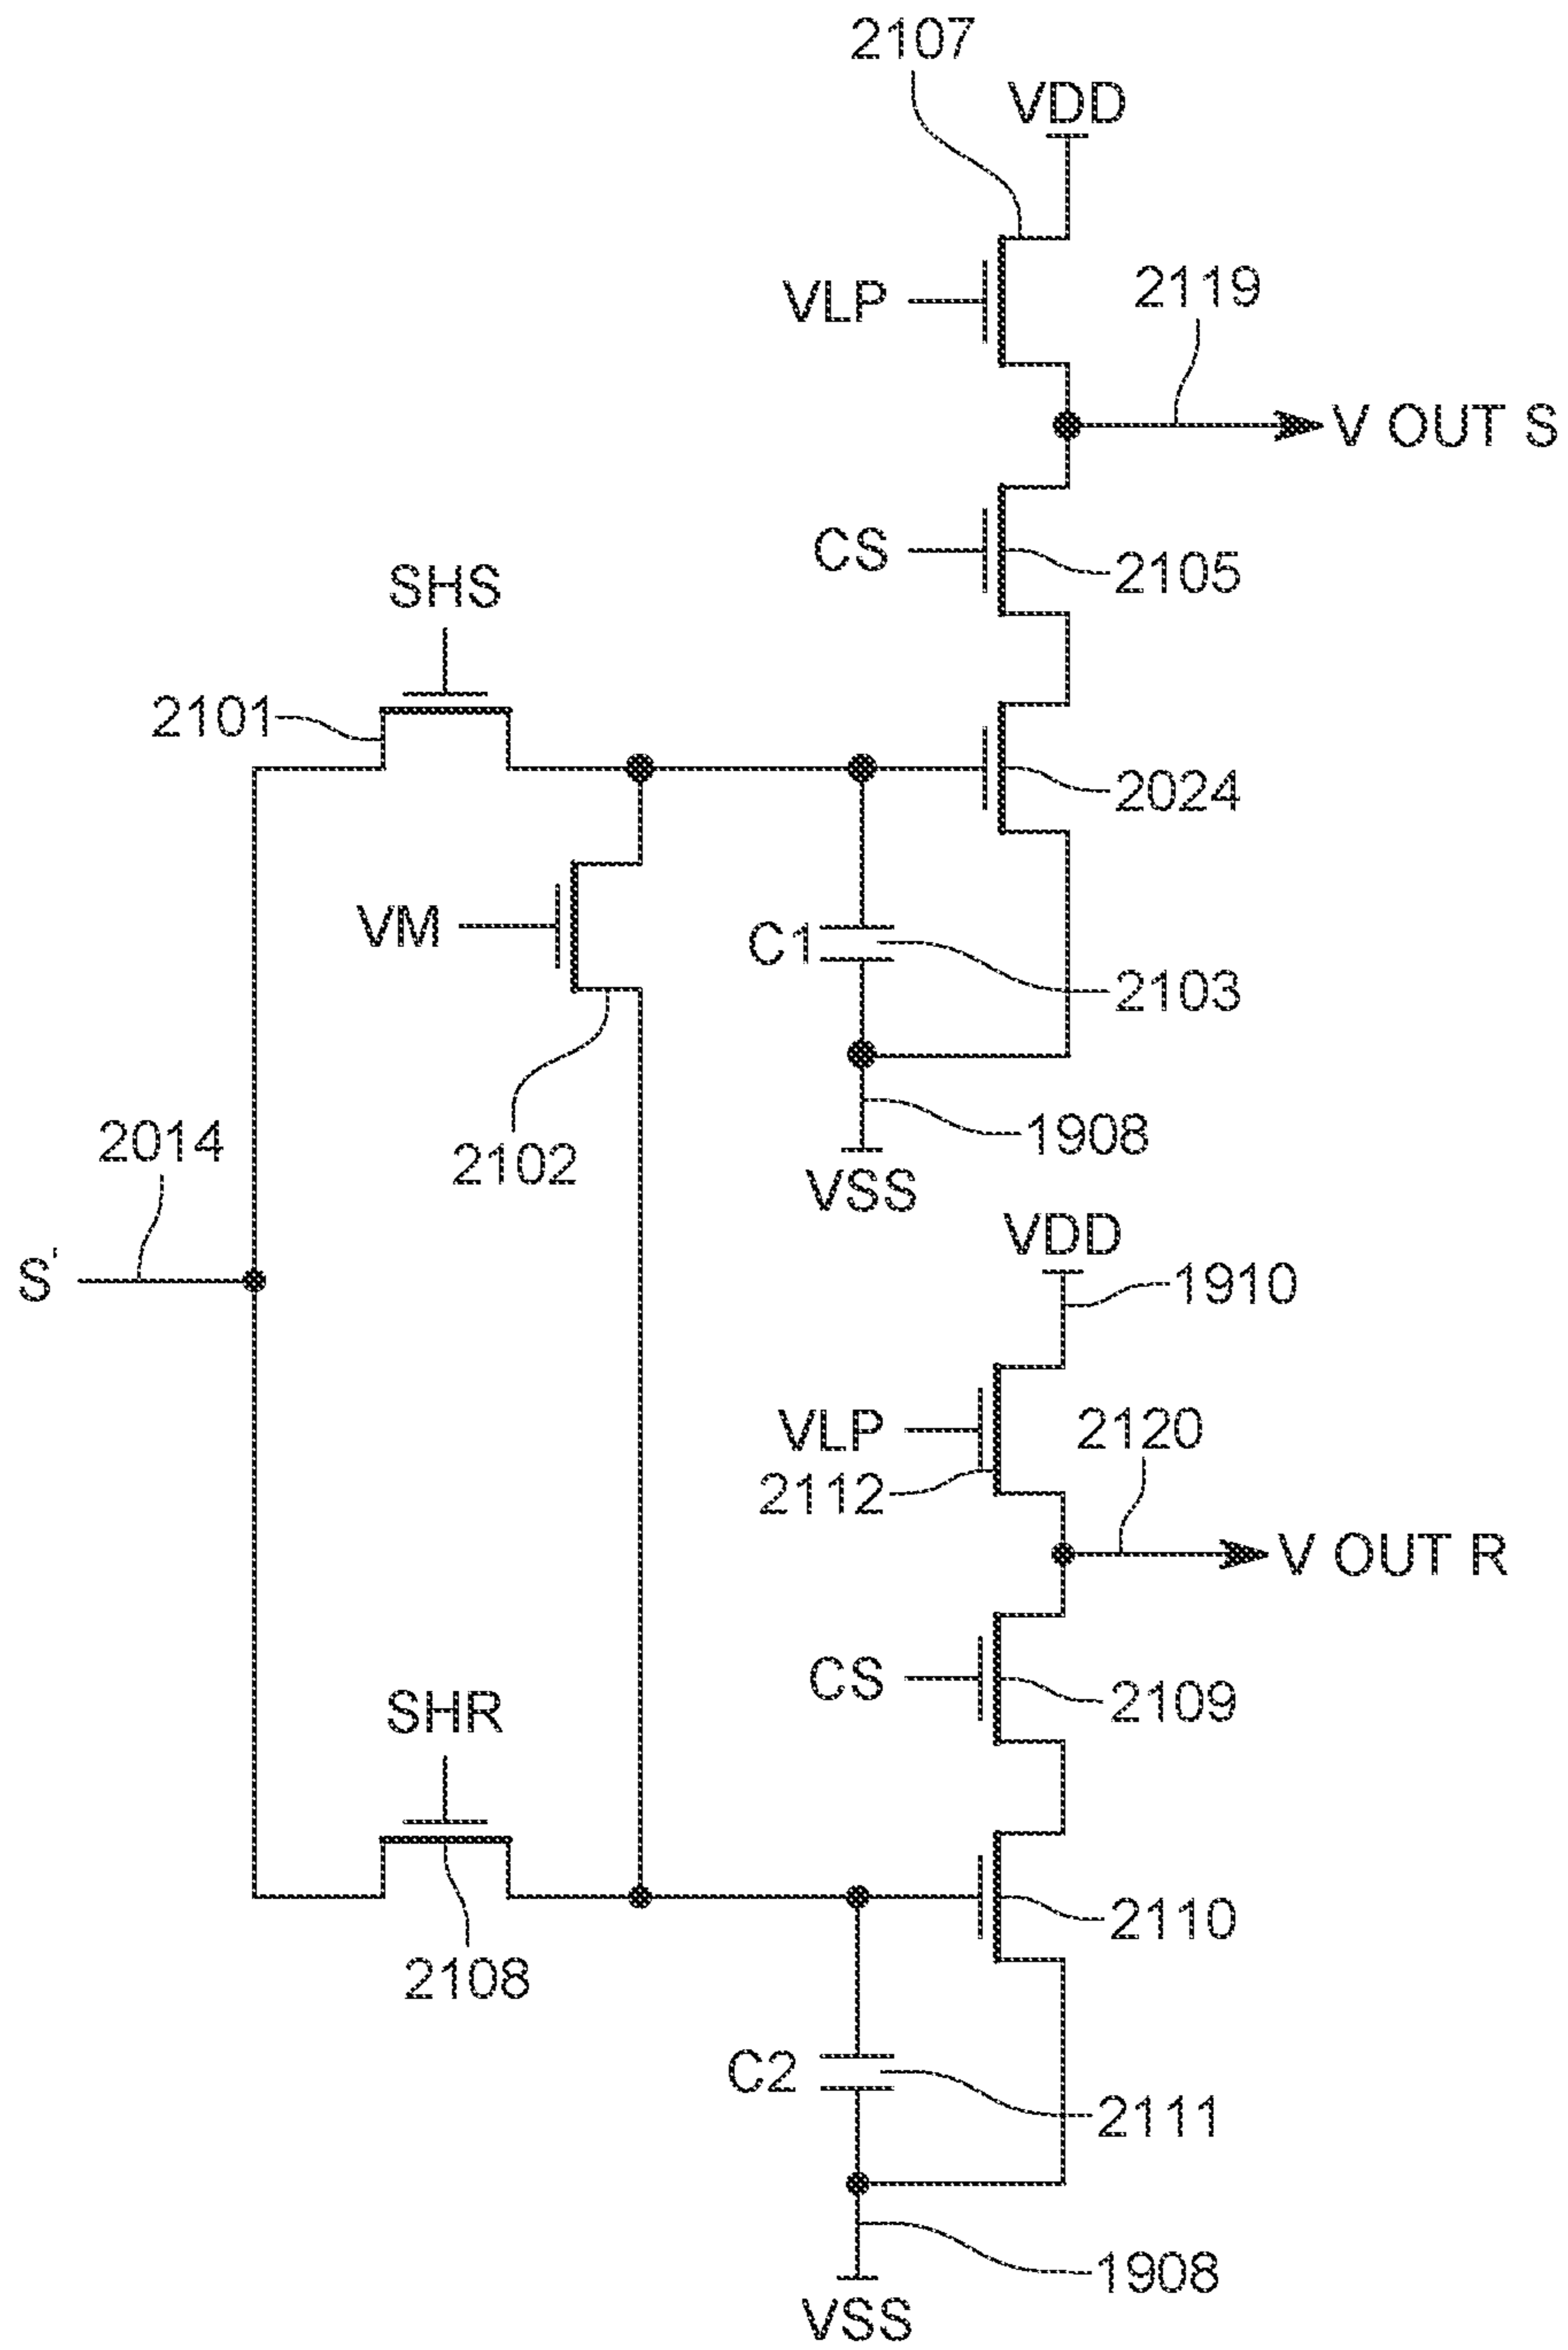 2107
VDD
VLP
2119
V OUT S
CS
2105
SHS
2101
2024
VM
C1
2103
2102
2014
1908
VSS
S'
VDD
1910
VLP
2120
2112
V OUT R
CS
2109
SHR
2110
2108
C2
2111
1908
VSS